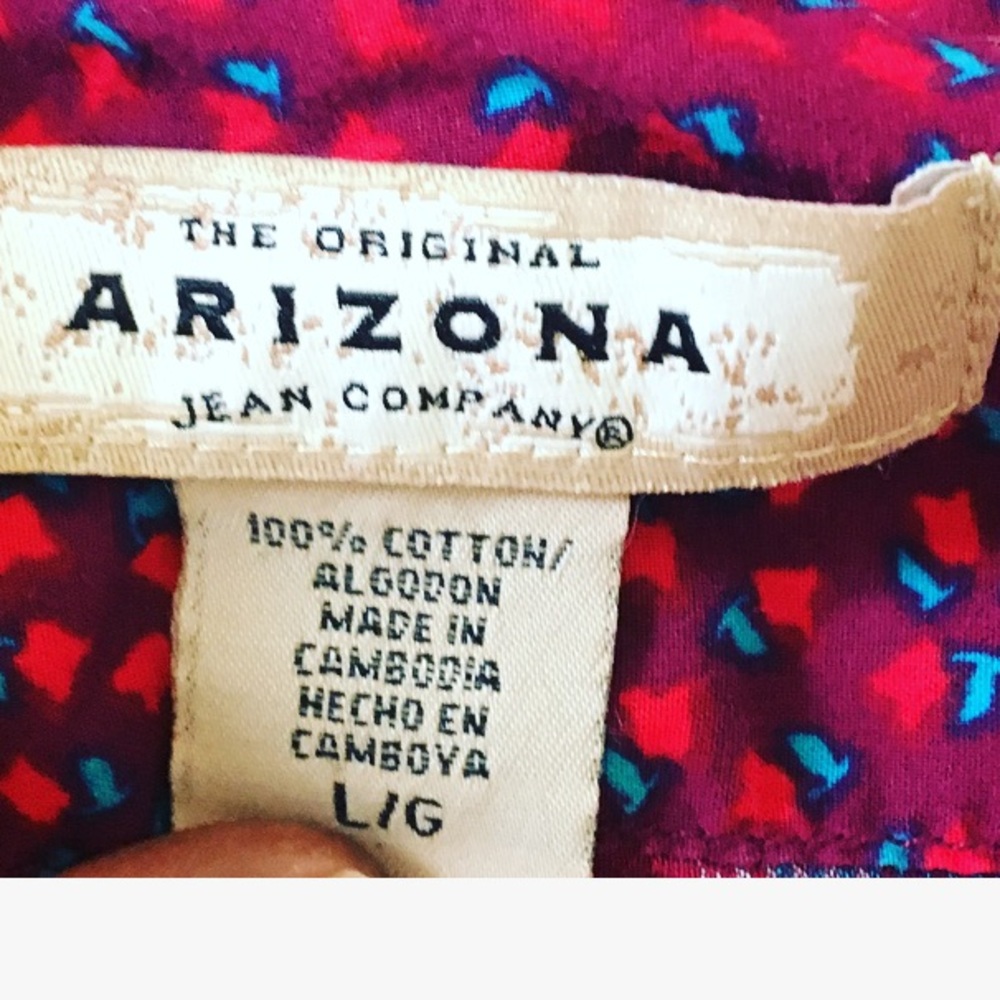 THE ORIGINAL
ARIZONA
JEAN COMPANY®
100% COTTON/
ALGODON
MADE IN
CAMBODIA
HECHO EN
CAMBOYA
L/G